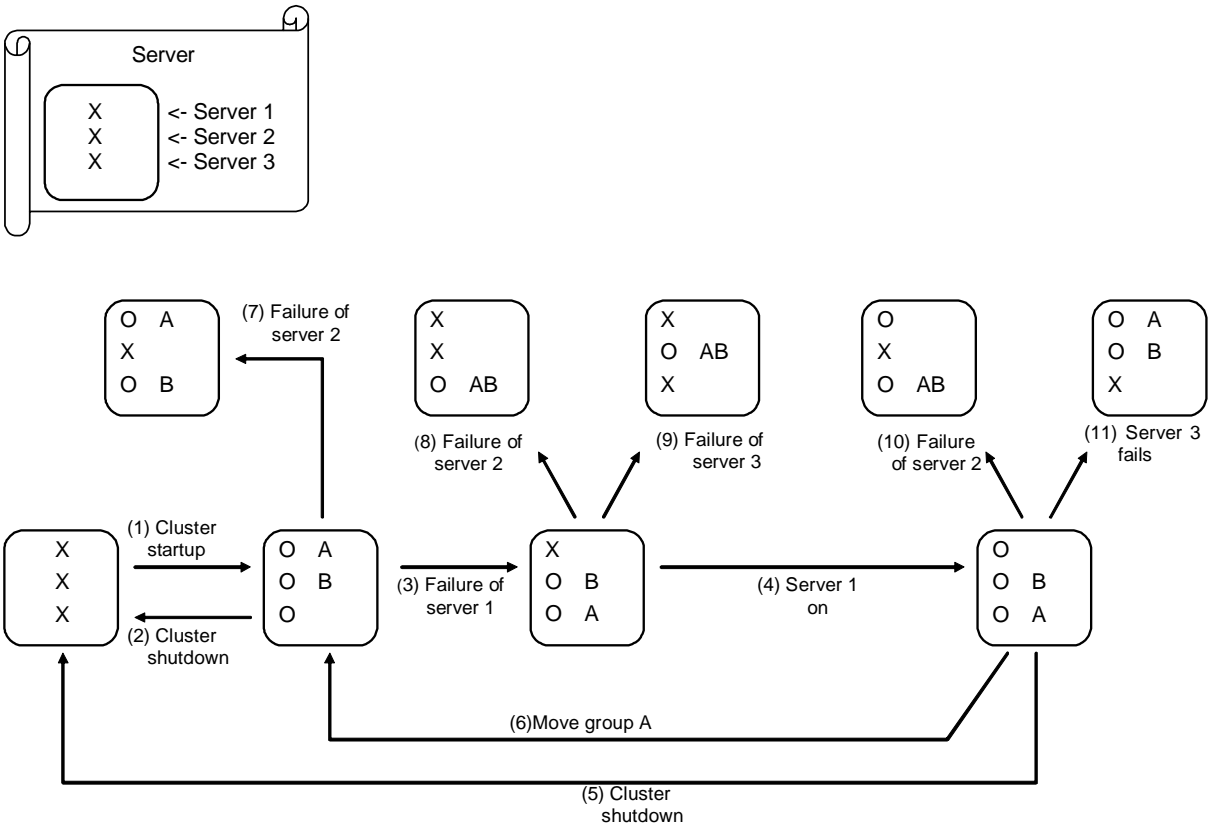 Server
X <- Server 1
X <- Server 2
X <- Server 3
O A
X
O B
(7) Failure of
server 2
X
X
O AB
X
O AB
X
O
X
O AB
O A
O B
X
(8) Failure of
server 2
(9) Failure of
server 3
(10) Failure
of server 2
(11) Server 3
fails
X
X
X
(1) Cluster
startup
(2) Cluster
shutdown
O A
O B
O
(3) Failure of
server 1
X
O B
O A
(4) Server 1
on
O
O B
O A
(6)Move group A
(5) Cluster
shutdown